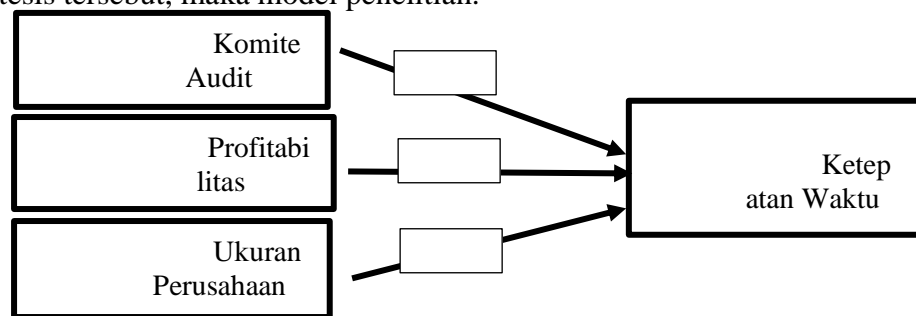 tesis tersebut, maka model penelitian:
Komite
Audit
Profitabi
litas
Ukuran
Perusahaan
Ketep
atan Waktu